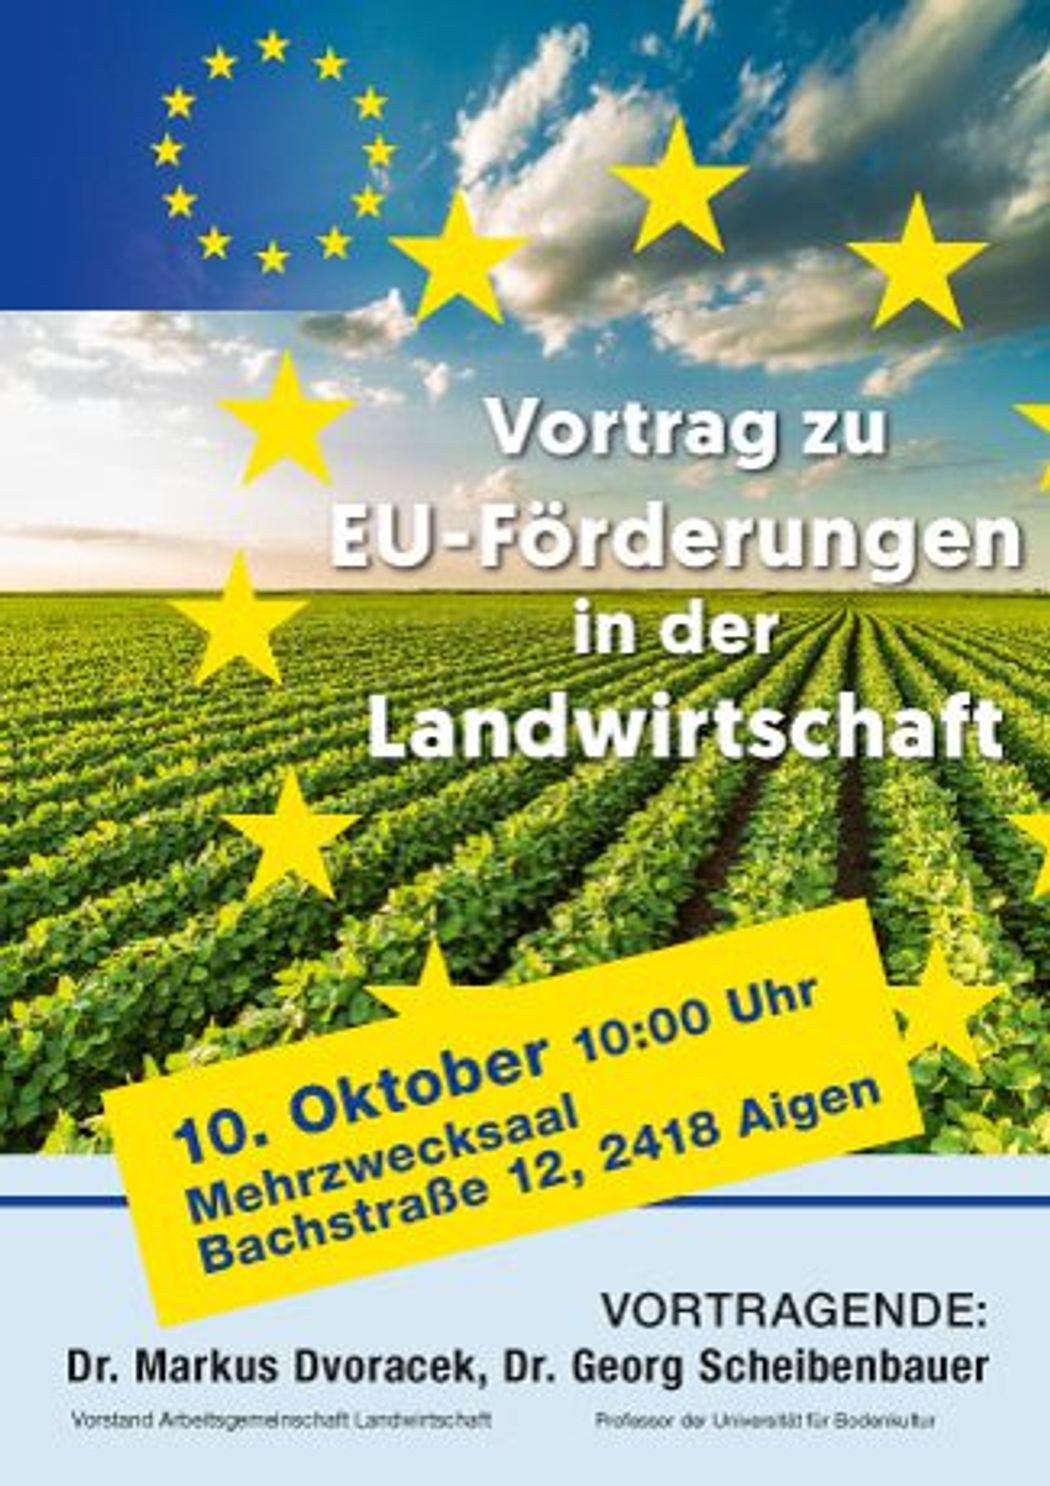 Vortrag zu
EU-Förderungen
in der
Landwirtschaft
10. Oktober 10:00 Uhr
Mehrzwecksaal
Bachstraße 12, 2418 Aigen
VORTRAGENDE:
Dr. Markus Dvoracek, Dr. Georg Scheibenbauer
Vorstand Arbeitsgemeinschaft Landwirtschaft Professor der Universität für Bodenkultur